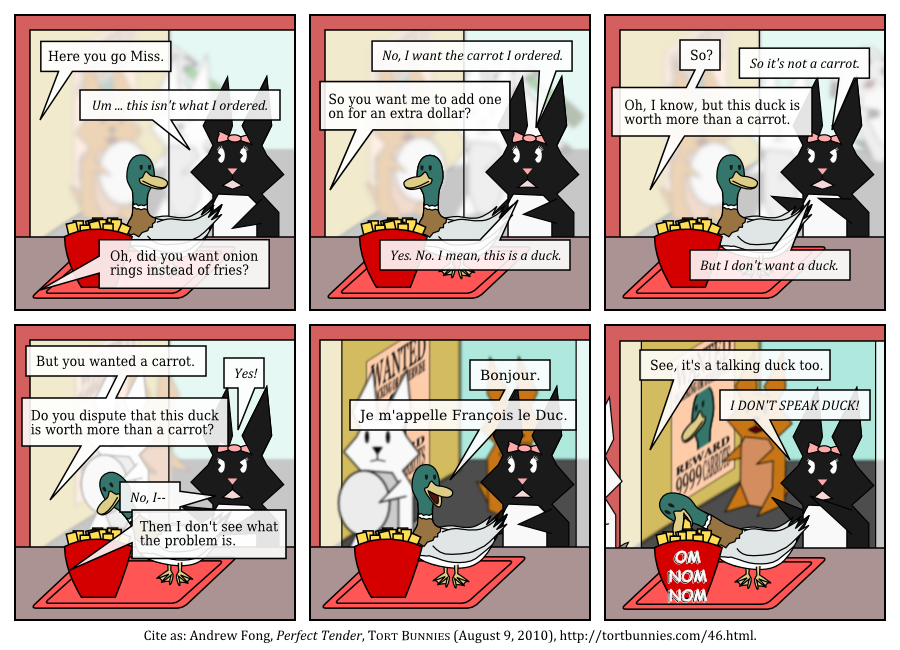 Here you go Miss.
Um ... this isn't what I ordered.
Oh, did you want onion
rings instead of fries?
No, I want the carrot I ordered.
So you want me to add one
on for an extra dollar?
Yes. No. I mean, this is a duck.
So?
So it's not a carrot.
Oh, I know, but this duck is
worth more than a carrot.
But I don't want a duck.
But you wanted a carrot.
Yes!
Do you dispute that this duck
is worth more than a carrot?
No, I--
Then I don't see what
the problem is.
WANTED
Bonjour.
Je m'appelle François le Duc.
See, it's a talking duck too.
I DON'T SPEAK DUCK!
REWARD
9999 CARROTS
OM
NOM
NOM
Cite as: Andrew Fong, Perfect Tender, TORT BUNNIES (August 9, 2010), http://tortbunnies.com/46.html.